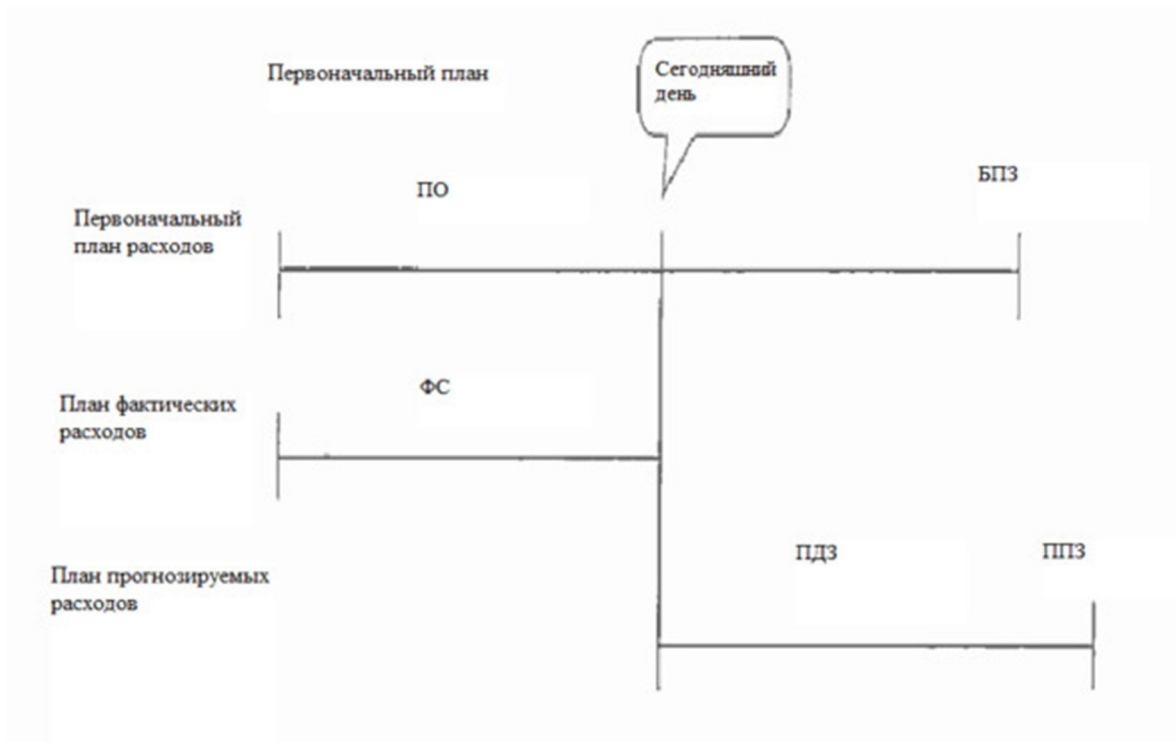 Первоначальный план
Сегодняшний
день
ПО
БПЗ
Первоначальный
план расходов
ФС
План фактических
расходов
ПДЗ
ППЗ
План прогнозируемых
расходов